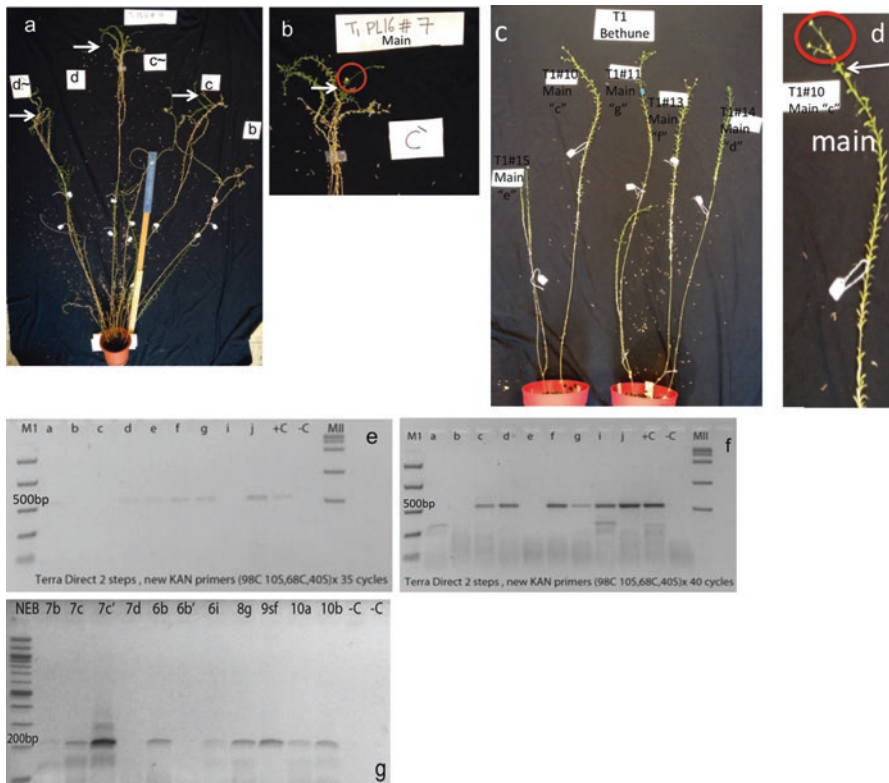 a
c~
d~
d
c
b
b
T1 PL16 # 7
Main
C`
c
T1
Bethune
T1#10
Main
"c"
T1#11
Main
"g"
T1#13
Main
"f"
T1#14
Main
"d"
T1#15
Main
"e"
d
T1#10
Main "c"
main
M1 a b c d e f g i j +C -C MII
e
500bp
Terra Direct 2 steps , new KAN primers (98C 10S,68C,40S)x 35 cycles
M1 a b c d e f g i j +C -C MII
f
500bp
Terra Direct 2 steps , new KAN primers (98C 10S,68C,40S)x 40 cycles
NEB 7b 7c 7c' 7d 6b 6b' 6i 8g 9sf 10a 10b -C -C
200bp
g